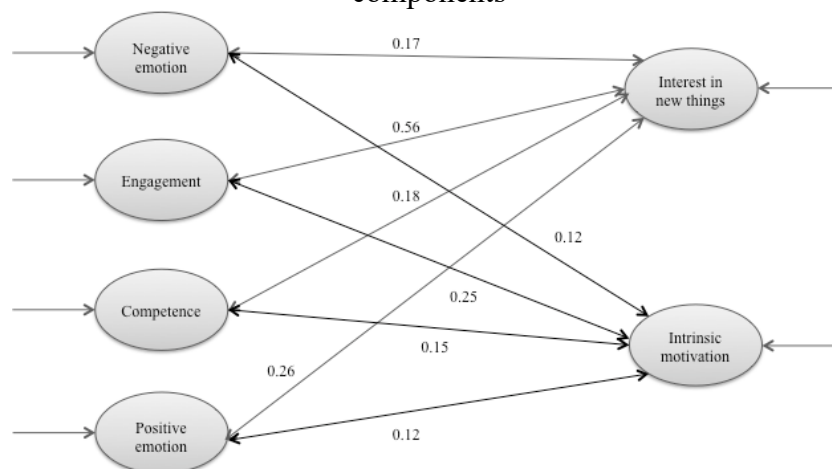 components
Negative
emotion
0.17
Interest in
new things
0.56
Engagement
0.18
0.12
0.25
Competence
0.15
Intrinsic
motivation
0.26
Positive
emotion
0.12